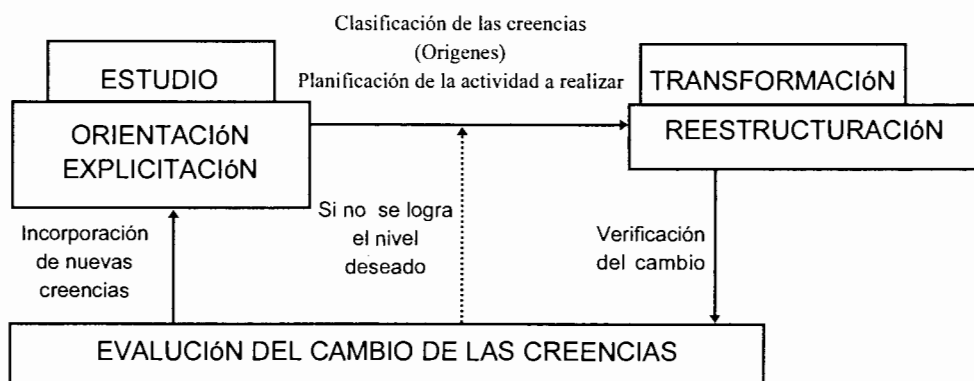 Clasificación de las creencias
(Origenes)
Planificación de la actividad a realizar
ESTUDIO
ORIENTACIóN
EXPLICITACIóN
TRANSFORMACIóN
REESTRUCTURACIóN
Incorporación
de nuevas
creencias
Si no se logra
el nivel
deseado
Verificación
del cambio
EVALUCIóN DEL CAMBIO DE LAS CREENCIAS